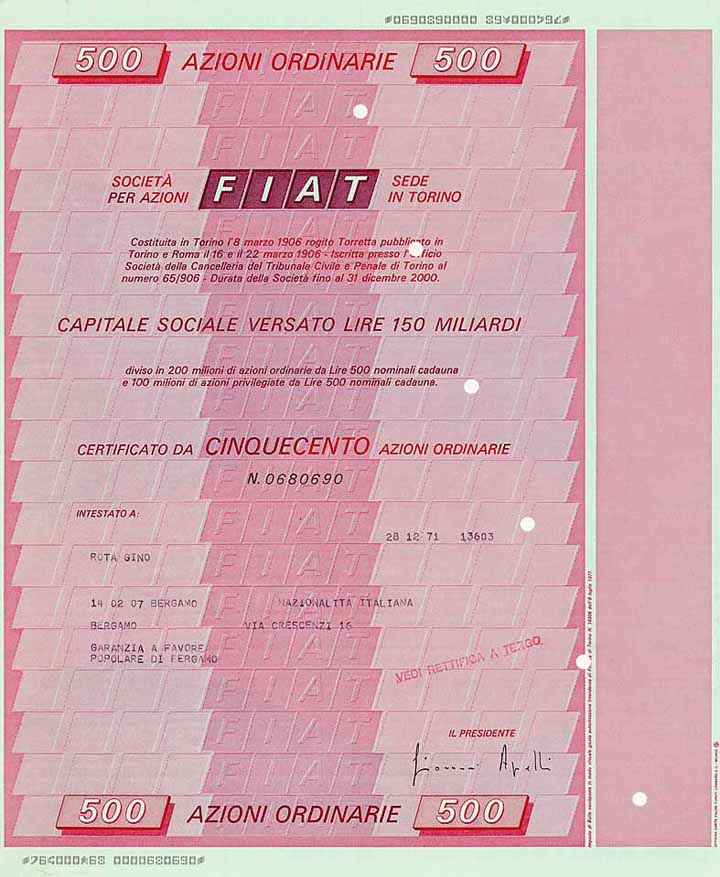 500 AZIONI ORDINARIE 500
SOCIETÀ
PER AZIONI
FIAT
SEDE
IN TORINO
Costituita in Torino l'8 marzo 1906 rogito Torretta pubblicato in
Torino e Roma il 16 e il 22 marzo 1906 - Iscritta presso l'Ufficio
Società della Cancelleria del Tribunale Civile e Penale di Torino al
numero 65/906 - Durata della Società fino al 31 dicembre 2000.
CAPITALE SOCIALE VERSATO LIRE 150 MILIARDI
diviso in 200 milioni di azioni ordinarie da Lire 500 nominali cadauna
e 100 milioni di azioni privilegiate da Lire 500 nominali cadauna.
CERTIFICATO DA CINQUECENTO AZIONI ORDINARIE
N. 0680690
INTESTATO A:
28 12 71 13603
ROTA GINO
14 02 07 BERGAMO NAZIONALITA ITALIANA
BERGAMO VIA CRESCENZI 16
GARANZIA A FAVORE
POPOLARE DI BERGAMO
VEDI RETTIFICA A TERGO.
IL PRESIDENTE
500 AZIONI ORDINARIE 500